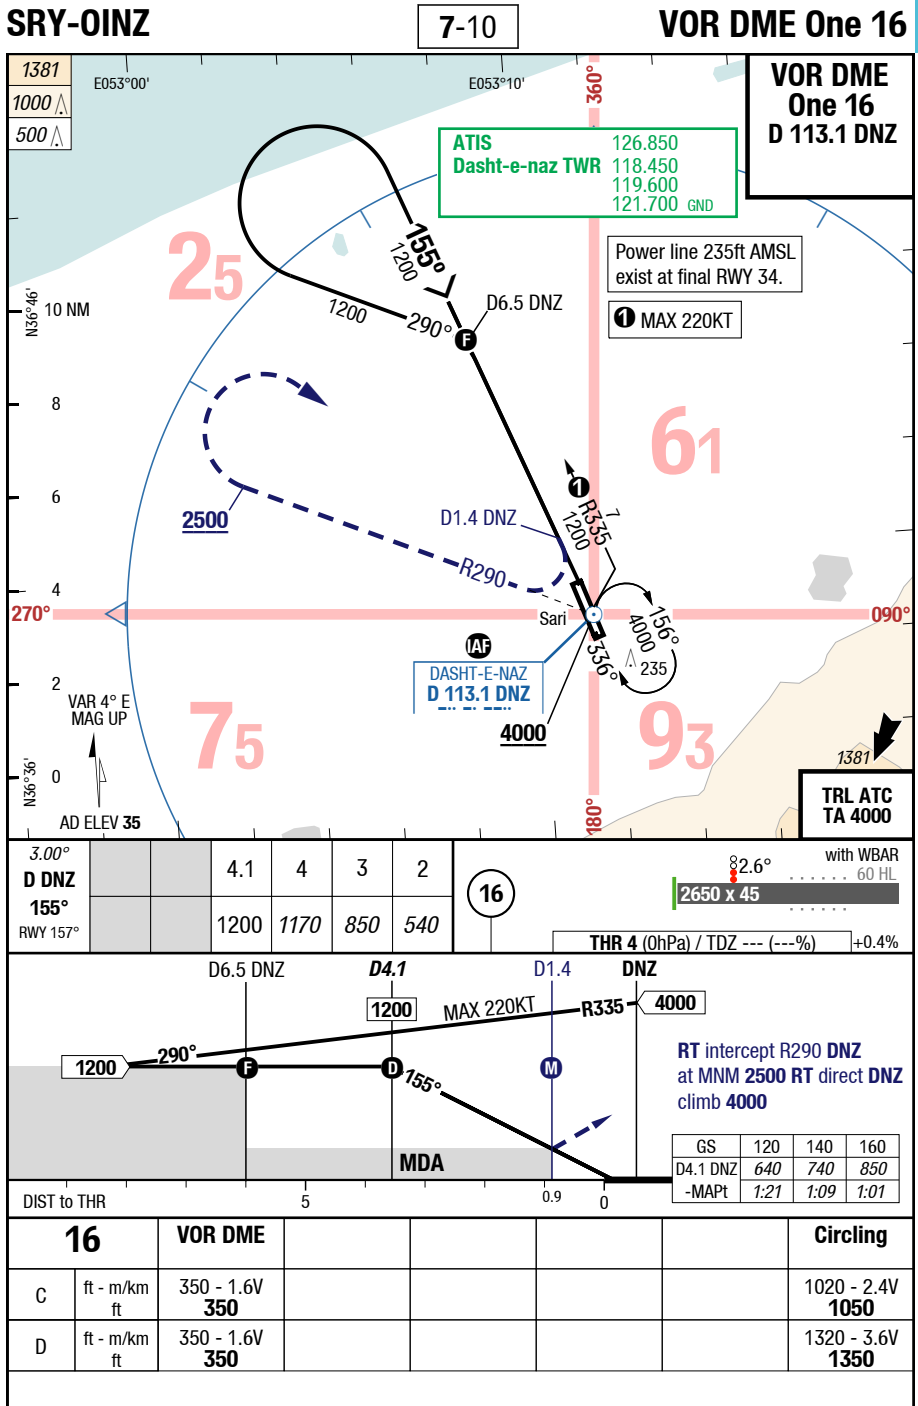 SRY-OINZ
7-10
VOR DME One 16
1381
1000
500
E053°00'
E053°10'
360°
VOR DME
One 16
D 113.1 DNZ
ATIS 126.850
Dasht-e-naz TWR 118.450
119.600
121.700 GND
25
155°
1200
Power line 235ft AMSL
exist at final RWY 34.
N36°46'
10 NM
1200
290°
D6.5 DNZ
F
1 MAX 220KT
8
61
6
2500
D1.4 DNZ
1
R335
1200
7
R290
4
270°
090°
Sari
156°
4000
336°
235
IAF
DASHT-E-NAZ
D 113.1 DNZ
2
VAR 4° E
MAG UP
75
4000
93
1381
N36°36'
0
180°
TRL ATC
TA 4000
AD ELEV 35
3.00°
D DNZ
155°
RWY 157°
4.1 4 3 2
1200 1170 850 540
16
2.6°
with WBAR
60 HL
2650 x 45
THR 4 (0hPa) / TDZ --- (---%)
+0.4%
D6.5 DNZ D4.1 D1.4 DNZ
1200
MAX 220KT
R335
4000
1200
290°
F
D
155°
M
RT intercept R290 DNZ
at MNM 2500 RT direct DNZ
climb 4000
MDA
GS 120 140 160
D4.1 DNZ 640 740 850
-MAPt 1:21 1:09 1:01
DIST to THR
5
0.9
0
16 VOR DME Circling
C ft - m/km 350 - 1.6V 1020 - 2.4V
ft 350 1050
D ft - m/km 350 - 1.6V 1320 - 3.6V
ft 350 1350